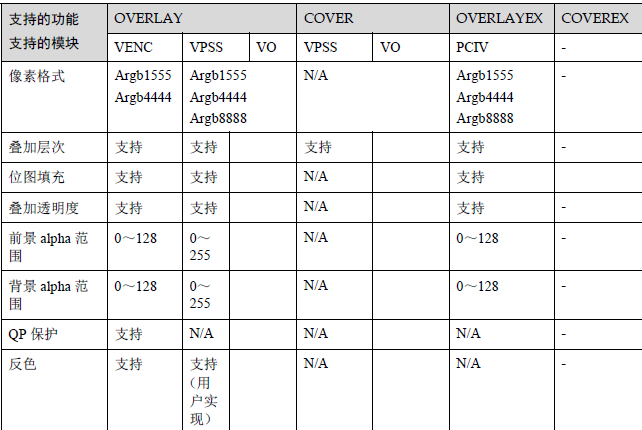 支持的功能 OVERLAY COVER OVERLAYEX COVEREX
支持的模块 VENC VPSS VO VPSS VO PCIV -
像素格式 Argb1555 Argb1555 N/A Argb1555 -
Argb4444 Argb4444 Argb4444
Argb8888 Argb8888
叠加层次 支持 支持 支持 支持 -
位图填充 支持 支持 N/A 支持 -
叠加透明度 支持 支持 N/A 支持 -
前景 alpha 范 0～128 0～ N/A 0～128 -
围 255
背景 alpha 范 0～128 0～ N/A 0～128 -
围 255
QP 保护 支持 N/A N/A N/A -
反色 支持 支持 N/A N/A -
（用
户实
现）